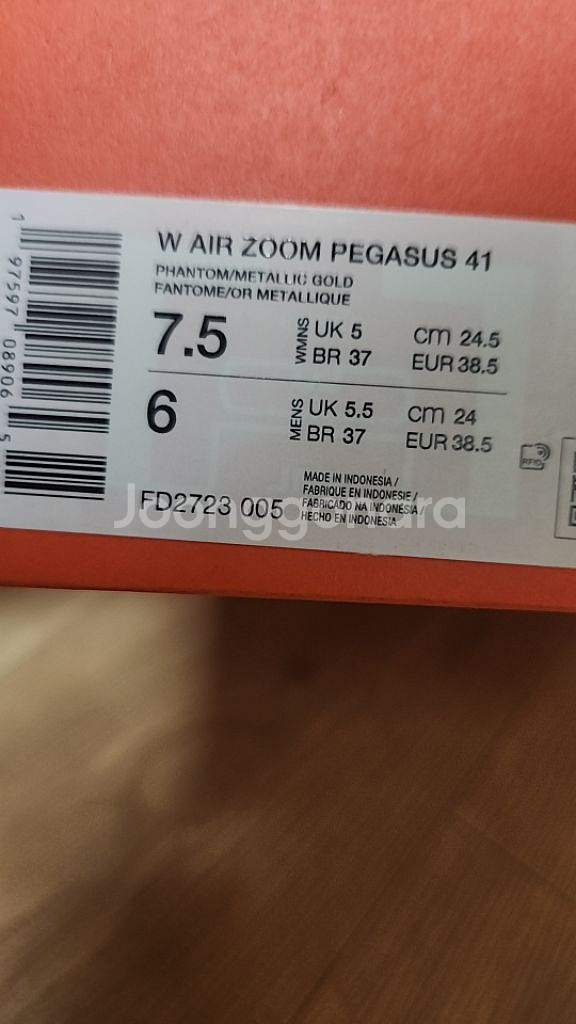 W AIR ZOOM PEGASUS 41
PHANTOM/METALLIC GOLD
FANTOME/OR METALLIQUE
7.5 WMNS UK 5 cm 24.5
BR 37 EUR 38.5
6 MENS UK 5.5 cm 24
BR 37 EUR 38.5
MADE IN INDONESIA /
FABRIQUE EN INDONESIE /
FD2723 005 FABRICADO NA INDONÉSIA /
HECHO EN INDONESIA
RFID
1 97597 08906 5
Joonggonara